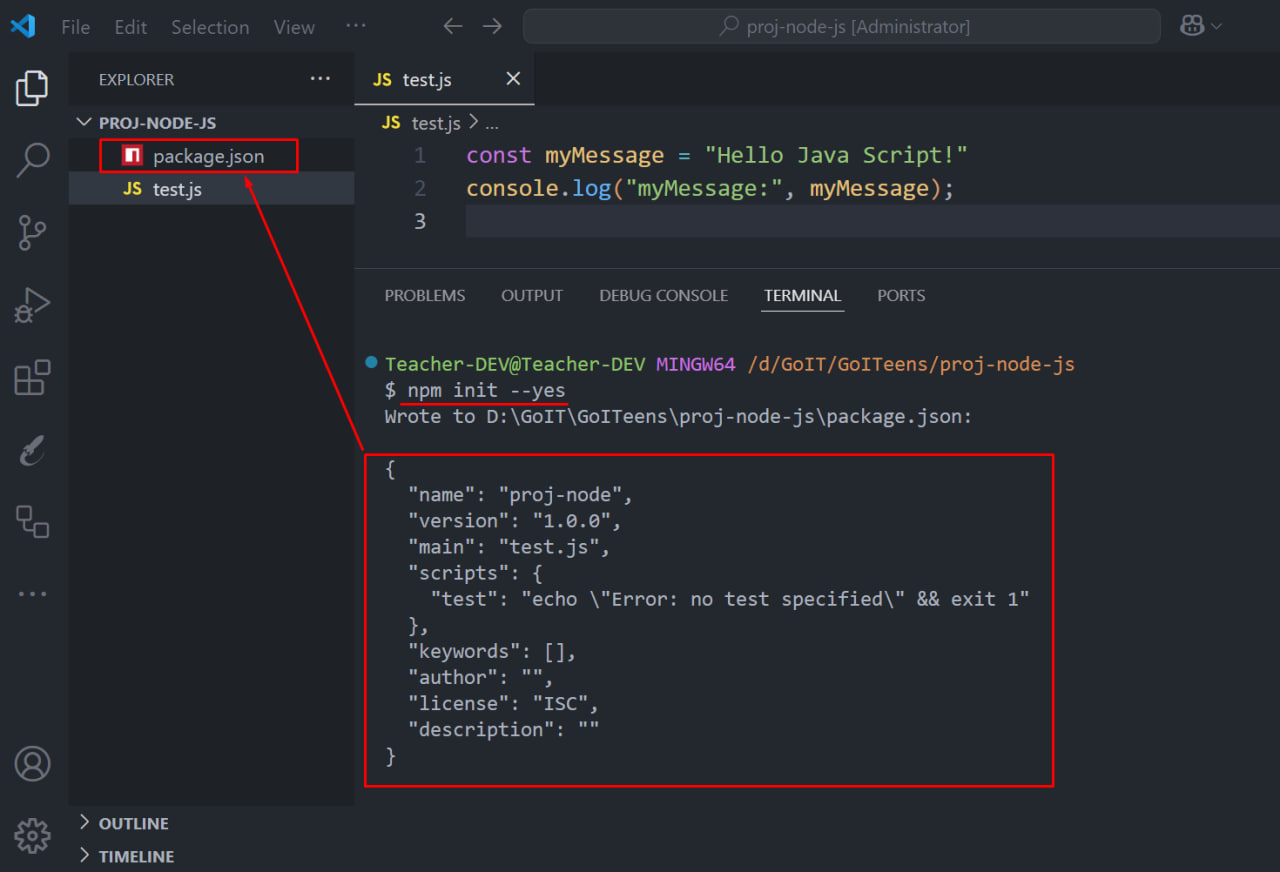 File Edit Selection View ··· proj-node-js [Administrator]
EXPLORER ···
JS test.js
PROJ-NODE-JS
package.json
JS test.js
JS test.js > ...
1 const myMessage = "Hello Java Script!"
2 console.log("myMessage:", myMessage);
3
PROBLEMS OUTPUT DEBUG CONSOLE TERMINAL PORTS
Teacher-DEV@Teacher-DEV MINGW64 /d/GoIT/GoITeens/proj-node-js
$ npm init --yes
Wrote to D:\GoIT\GoITeens\proj-node-js\package.json:
{
"name": "proj-node",
"version": "1.0.0",
"main": "test.js",
"scripts": {
"test": "echo \"Error: no test specified\" && exit 1"
},
"keywords": [],
"author": "",
"license": "ISC",
"description": ""
}
OUTLINE
TIMELINE